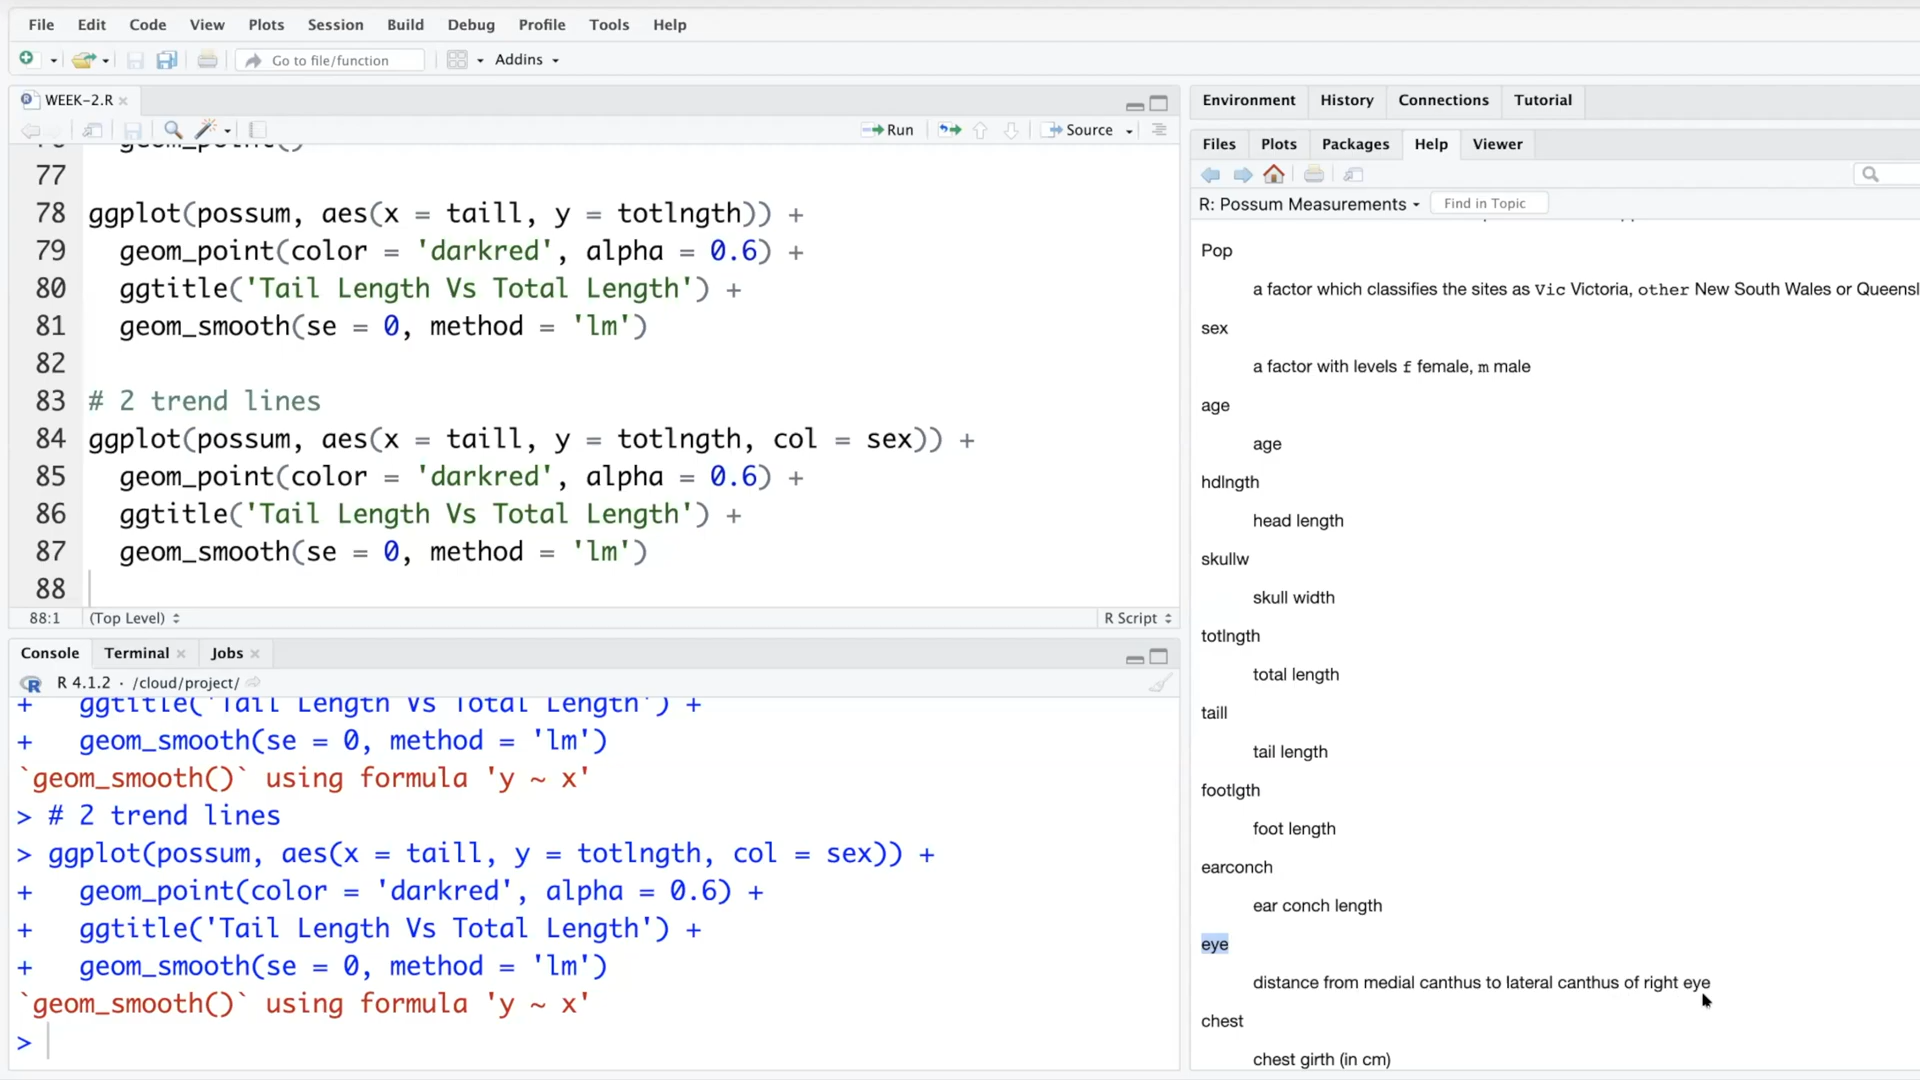 File Edit Code View Plots Session Build Debug Profile Tools Help
Go to file/function Addins
WEEK-2.R
Run Source
76 geom_point()
77
78 ggplot(possum, aes(x = taill, y = totlngth)) +
79 geom_point(color = 'darkred', alpha = 0.6) +
80 ggtitle('Tail Length Vs Total Length') +
81 geom_smooth(se = 0, method = 'lm')
82
83 # 2 trend lines
84 ggplot(possum, aes(x = taill, y = totlngth, col = sex)) +
85 geom_point(color = 'darkred', alpha = 0.6) +
86 ggtitle('Tail Length Vs Total Length') +
87 geom_smooth(se = 0, method = 'lm')
88
88:1 (Top Level) R Script
Console Terminal Jobs
R 4.1.2 · /cloud/project/
+ ggtitle('Tail Length Vs Total Length') +
+ geom_smooth(se = 0, method = 'lm')
`geom_smooth()` using formula 'y ~ x'
> # 2 trend lines
> ggplot(possum, aes(x = taill, y = totlngth, col = sex)) +
+ geom_point(color = 'darkred', alpha = 0.6) +
+ ggtitle('Tail Length Vs Total Length') +
+ geom_smooth(se = 0, method = 'lm')
`geom_smooth()` using formula 'y ~ x'
>
Environment History Connections Tutorial
Files Plots Packages Help Viewer
R: Possum Measurements Find in Topic
Pop
a factor which classifies the sites as Vic Victoria, other New South Wales or Queensl
sex
a factor with levels f female, m male
age
age
hdlngth
head length
skullw
skull width
totlngth
total length
taill
tail length
footlgth
foot length
earconch
ear conch length
eye
distance from medial canthus to lateral canthus of right eye
chest
chest girth (in cm)